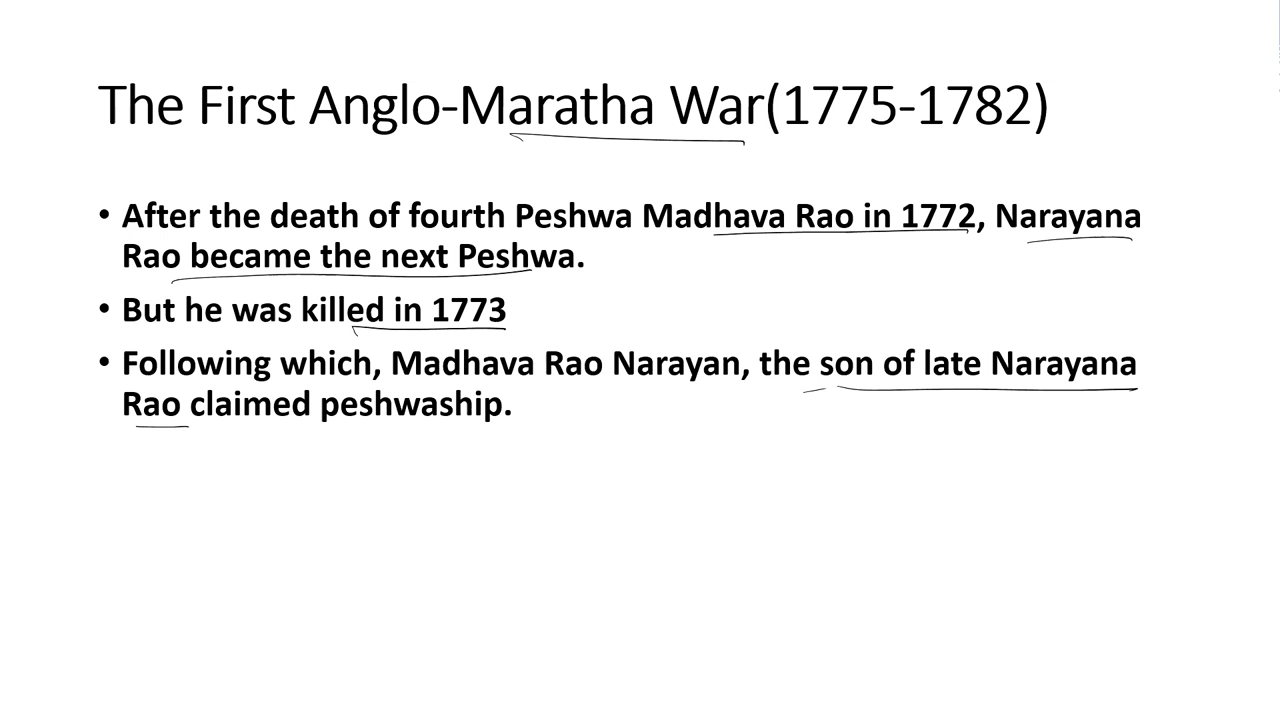 The First Anglo-Maratha War(1775-1782)
• After the death of fourth Peshwa Madhava Rao in 1772, Narayana
Rao became the next Peshwa.
• But he was killed in 1773
• Following which, Madhava Rao Narayan, the son of late Narayana
Rao claimed peshwaship.